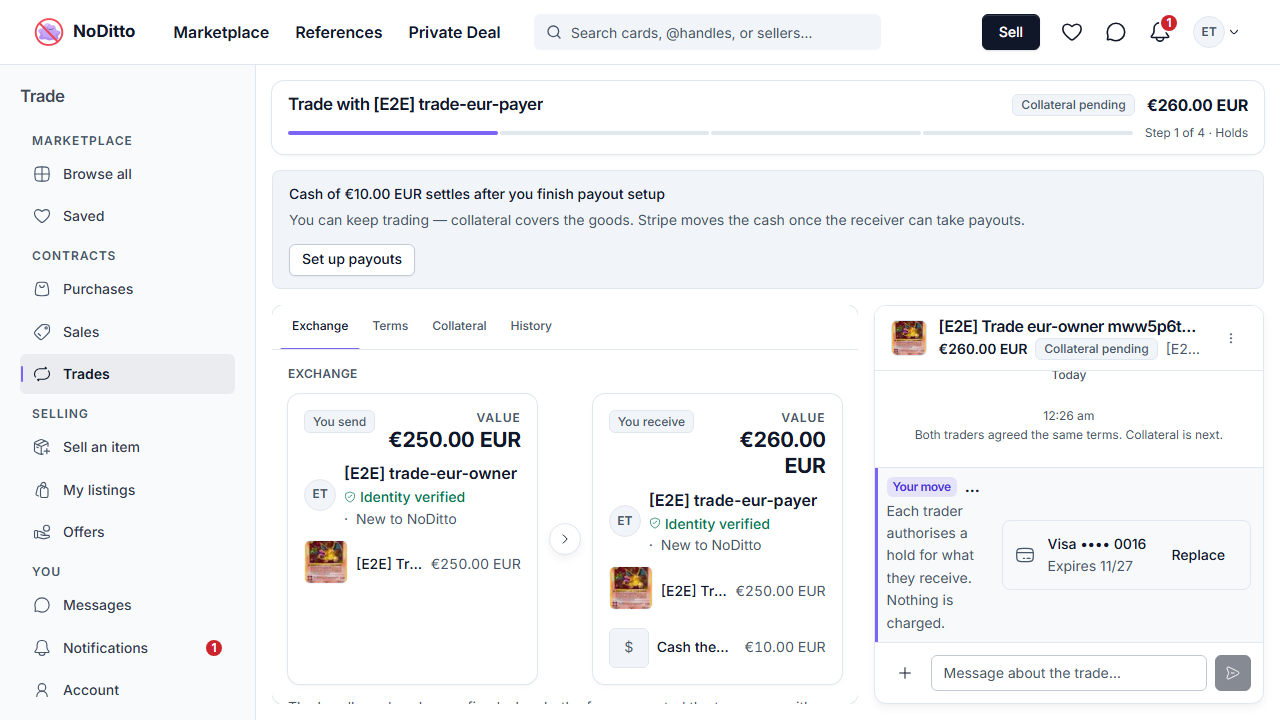 NoDitto
Marketplace
References
Private Deal
Search cards, @handles, or sellers...
Sell
1
ET
Trade
MARKETPLACE
Browse all
Saved
CONTRACTS
Purchases
Sales
Trades
SELLING
Sell an item
My listings
Offers
YOU
Messages
Notifications
1
Account
Trade with [E2E] trade-eur-payer
Collateral pending
€260.00 EUR
Step 1 of 4 · Holds
Cash of €10.00 EUR settles after you finish payout setup
You can keep trading — collateral covers the goods. Stripe moves the cash once the receiver can take payouts.
Set up payouts
Exchange
Terms
Collateral
History
EXCHANGE
You send
VALUE
€250.00 EUR
ET
[E2E] trade-eur-owner
Identity verified
· New to NoDitto
[E2E] Tr...
€250.00 EUR
You receive
VALUE
€260.00
EUR
ET
[E2E] trade-eur-payer
Identity verified
· New to NoDitto
[E2E] Tr...
€250.00 EUR
$
Cash the...
€10.00 EUR
[E2E] Trade eur-owner mww5p6t...
€260.00 EUR
Collateral pending
[E2...
Today
12:26 am
Both traders agreed the same terms. Collateral is next.
Your move
...
Each trader
authorises a
hold for what
they receive.
Nothing is
charged.
Visa •••• 0016
Expires 11/27
Replace
Message about the trade...